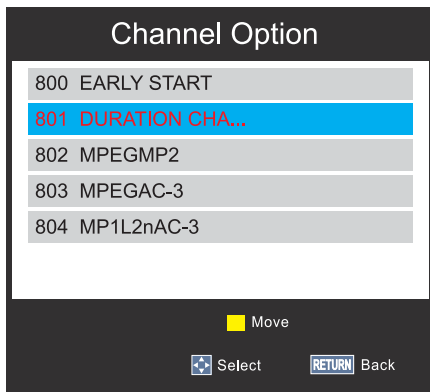 Channel Option
800 EARLY START
801 DURATION CHA...
802 MPEGMP2
803 MPEGAC-3
804 MP1L2nAC-3
Move
Select RETURN Back